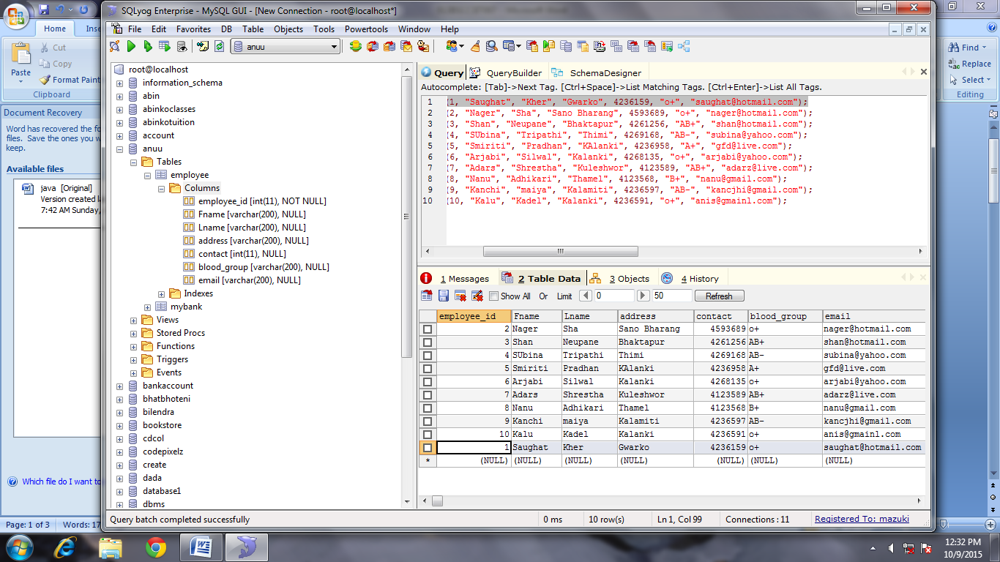 SQLyog Enterprise - MySQL GUI - [New Connection - root@localhost*]
Home Inse
Cut
Copy
Format Paint
Paste
Clipboard
Document Recovery
Word has recovered the fo
files. Save the ones you w
keep.
Available files
java [Original]
Version created la
7:42 AM Sunday,
Which file do I want to
Page: 1 of 3 Words: 17
File Edit Favorites DB Table Objects Tools Powertools Window Help
anuu
root@localhost
information_schema
abin
abinkoclasses
abinkotuition
account
anuu
Tables
employee
Columns
employee_id [int(11), NOT NULL]
Fname [varchar(200), NULL]
Lname [varchar(200), NULL]
address [varchar(200), NULL]
contact [int(11), NULL]
blood_group [varchar(200), NULL]
email [varchar(200), NULL]
Indexes
mybank
Views
Stored Procs
Functions
Triggers
Events
bankaccount
bhatbhoteni
bilendra
bookstore
cdcol
codepixelz
create
dada
database1
dbms
Query QueryBuilder SchemaDesigner
Autocomplete: [Tab]->Next Tag. [Ctrl+Space]->List Matching Tags. [Ctrl+Enter]->List All Tags.
1 (1, "Saughat", "Kher", "Gwarko", 4236159, "o+", "saughat@hotmail.com");
2 (2, "Nager", "Sha", "Sano Bharang", 4593689, "o+", "nager@hotmail.com");
3 (3, "Shan", "Neupane", "Bhaktapur", 4261256, "AB+", "shan@hotmail.com");
4 (4, "SUbina", "Tripathi", "Thimi", 4269168, "AB-", "subina@yahoo.com");
5 (5, "Smiriti", "Pradhan", "KAlanki", 4236958, "A+", "gfd@live.com");
6 (6, "Arjabi", "Silwal", "Kalanki", 4268135, "o+", "arjabi@yahoo.com");
7 (7, "Adars", "Shrestha", "Kuleshwor", 4123589, "AB+", "adarz@live.com");
8 (8, "Nanu", "Adhikari", "Thamel", 4123568, "B+", "nanu@gmail.com");
9 (9, "Kanchi", "maiya", "Kalamiti", 4236597, "AB-", "kancjhi@gmail.com");
10 (10, "Kalu", "Kadel", "Kalanki", 4236591, "o+", "anis@gmainl.com");
1 Messages 2 Table Data 3 Objects 4 History
Show All Or Limit 0 50 Refresh
employee_id Fname Lname address contact blood_group email
2 Nager Sha Sano Bharang 4593689 o+ nager@hotmail.com
3 Shan Neupane Bhaktapur 4261256 AB+ shan@hotmail.com
4 SUbina Tripathi Thimi 4269168 AB- subina@yahoo.com
5 Smiriti Pradhan KAlanki 4236958 A+ gfd@live.com
6 Arjabi Silwal Kalanki 4268135 o+ arjabi@yahoo.com
7 Adars Shrestha Kuleshwor 4123589 AB+ adarz@live.com
8 Nanu Adhikari Thamel 4123568 B+ nanu@gmail.com
9 Kanchi maiya Kalamiti 4236597 AB- kancjhi@gmail.com
10 Kalu Kadel Kalanki 4236591 o+ anis@gmainl.com
1 Saughat Kher Gwarko 4236159 o+ saughat@hotmail.com
* (NULL) (NULL) (NULL) (NULL) (NULL) (NULL) (NULL)
Query batch completed successfully 0 ms 10 row(s) Ln 1, Col 99 Connections : 11 Registered To: mazuki
Find
Replace
Select
Editing
12:32 PM
10/9/2015